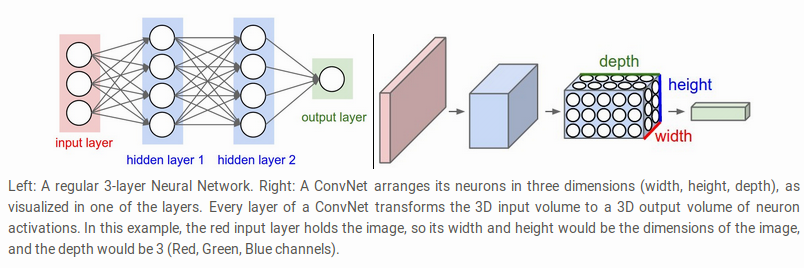 input layer
hidden layer 1
hidden layer 2
output layer
depth
height
width
Left: A regular 3-layer Neural Network. Right: A ConvNet arranges its neurons in three dimensions (width, height, depth), as
visualized in one of the layers. Every layer of a ConvNet transforms the 3D input volume to a 3D output volume of neuron
activations. In this example, the red input layer holds the image, so its width and height would be the dimensions of the image,
and the depth would be 3 (Red, Green, Blue channels).